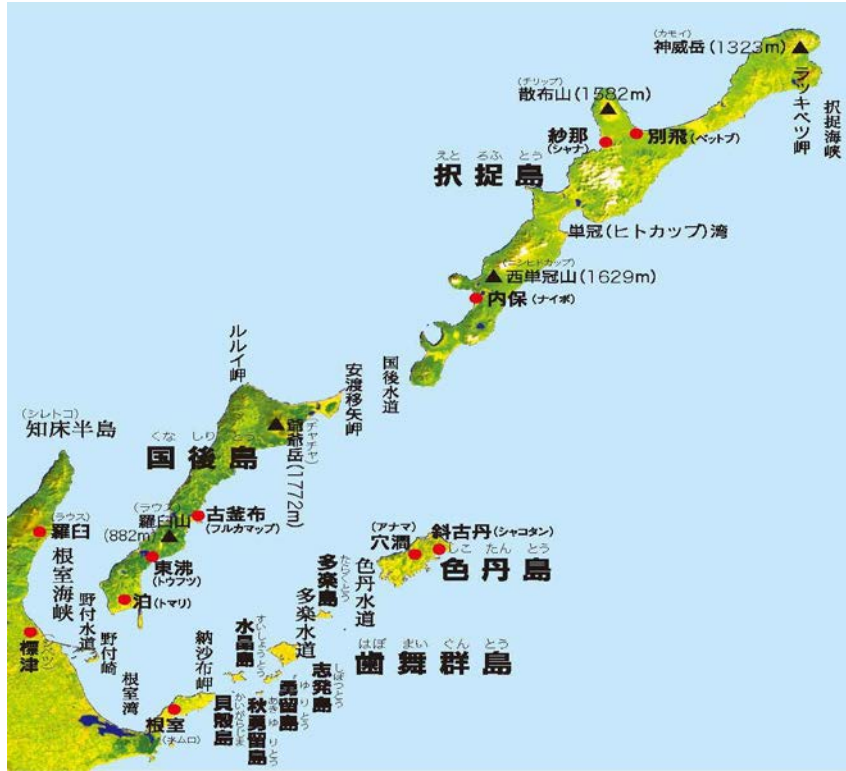 (カモイ)
神威岳(1323m)
(チリップ)
散布山(1582m)
ラッキベツ岬
択捉海峡
紗那
(シャナ)
別飛(ベットブ)
えとろふとう
択捉島
単冠(ヒトカップ)湾
(ニシヒトカップ)
西単冠山(1629m)
内保(ナイボ)
ルルイ岬
安渡移矢岬
国後水道
(シレトコ)
知床半島
くなしりとう
国後島
(チャチャ)
爺爺岳(1772m)
(ラウス)
羅臼
(ラウス)
羅臼山
(882m)
古釜布
(フルカマップ)
(アナマ)
穴澗
斜古丹(シャコタン)
しこたんとう
色丹島
根室海峡
東沸
(トウフツ)
たらくとう
多楽島
色丹水道
泊(トマリ)
野付水道
野付崎
標津
(シベツ)
納沙布岬
すいしょうとう
水晶島
多楽水道
はぼまいぐんとう
歯舞群島
根室湾
根室
(ネムロ)
かいがらじま
貝殻島
あきゆりとう
秋勇留島
ゆりとう
勇留島
しぼつとう
志発島